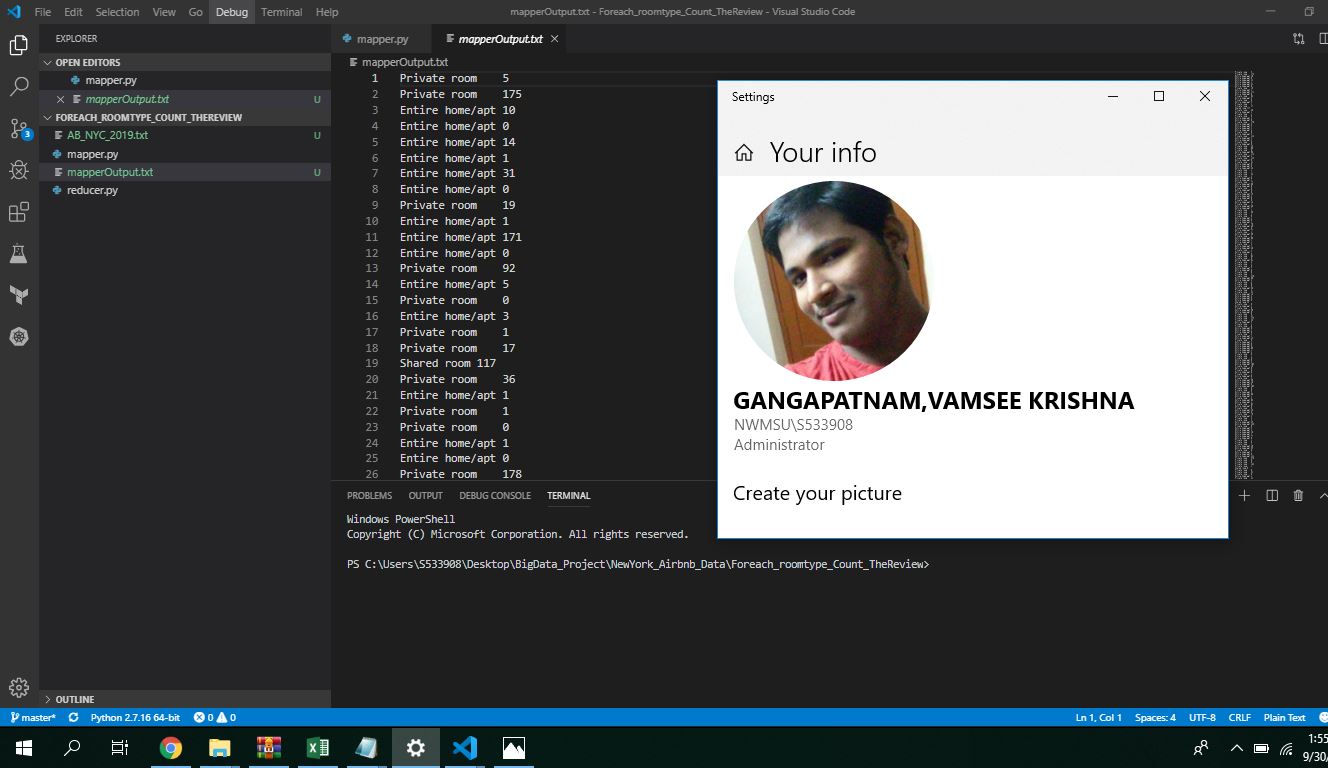 File Edit Selection View Go Debug Terminal Help
mapperOutput.txt - Foreach_roomtype_Count_TheReview - Visual Studio Code
EXPLORER
OPEN EDITORS
mapper.py
mapperOutput.txt U
FOREACH_ROOMTYPE_COUNT_THEREVIEW
AB_NYC_2019.txt U
mapper.py
mapperOutput.txt U
reducer.py
OUTLINE
3
mapper.py mapperOutput.txt
mapperOutput.txt
1 Private room 5
2 Private room 175
3 Entire home/apt 10
4 Entire home/apt 0
5 Entire home/apt 14
6 Entire home/apt 1
7 Entire home/apt 31
8 Entire home/apt 0
9 Private room 19
10 Entire home/apt 1
11 Entire home/apt 171
12 Entire home/apt 0
13 Private room 92
14 Entire home/apt 5
15 Private room 0
16 Entire home/apt 3
17 Private room 1
18 Private room 17
19 Shared room 117
20 Private room 36
21 Entire home/apt 1
22 Private room 1
23 Private room 0
24 Entire home/apt 1
25 Entire home/apt 0
26 Private room 178
Settings
Your info
GANGAPATNAM,VAMSEE KRISHNA
NWMSU\S533908
Administrator
Create your picture
PROBLEMS OUTPUT DEBUG CONSOLE TERMINAL
Windows PowerShell
Copyright (C) Microsoft Corporation. All rights reserved.
PS C:\Users\S533908\Desktop\BigData_Project\NewYork_Airbnb_Data\Foreach_roomtype_Count_TheReview>
master* Python 2.7.16 64-bit 0 0 Ln 1, Col 1 Spaces: 4 UTF-8 CRLF Plain Text
1:55
9/30/